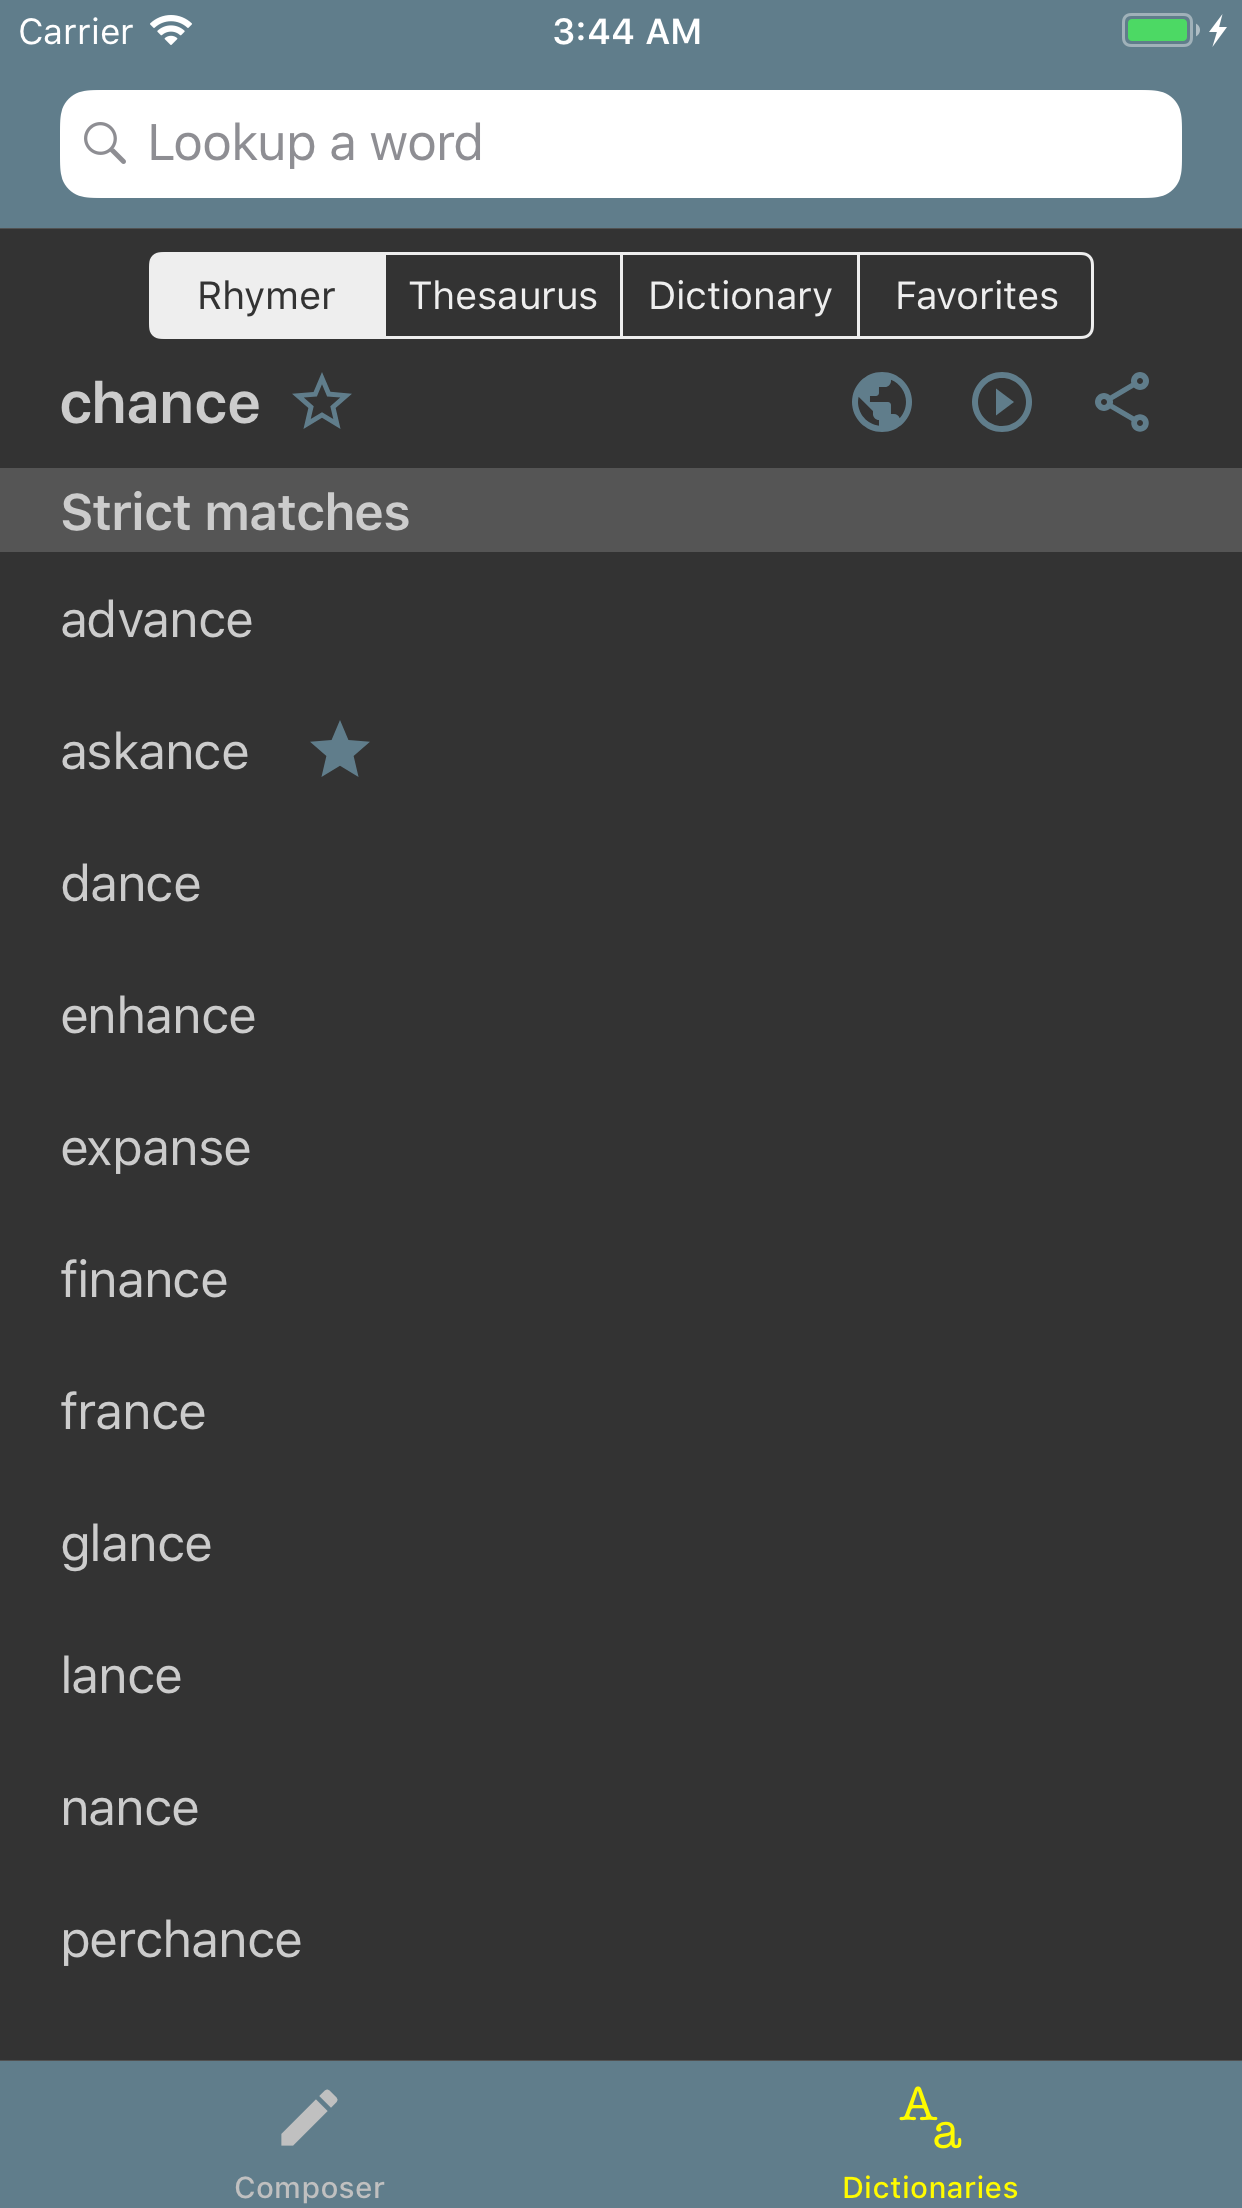 Carrier 3:44 AM
Lookup a word
Rhymer Thesaurus Dictionary Favorites
chance
Strict matches
advance
askance
dance
enhance
expanse
finance
france
glance
lance
nance
perchance
Aa
Composer Dictionaries